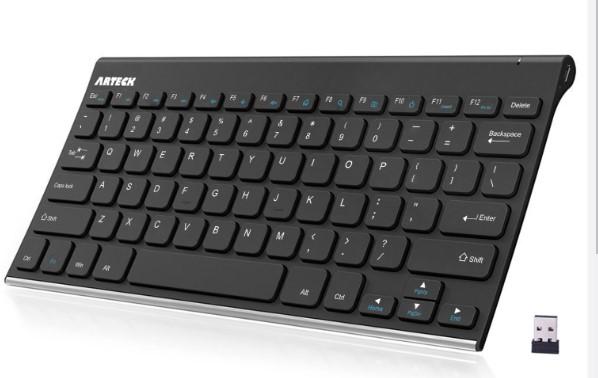 ARTECK
Esc F1 F2 F3 F4 F5 F6 F7 F8 F9 F10 F11 F12 Delete
~ ! @ # $ % ^ & * ( ) _ + Backspace
` 1 2 3 4 5 6 7 8 9 0 - =
Tab Q W E R T Y U I O P { } |
[ ] \
Caps lock A S D F G H J K L : " Enter
; '
Shift Z X C V B N M < > ? Shift
, . /
Ctrl Fn Win Alt Alt Ctrl PgUp
Home PgDn End